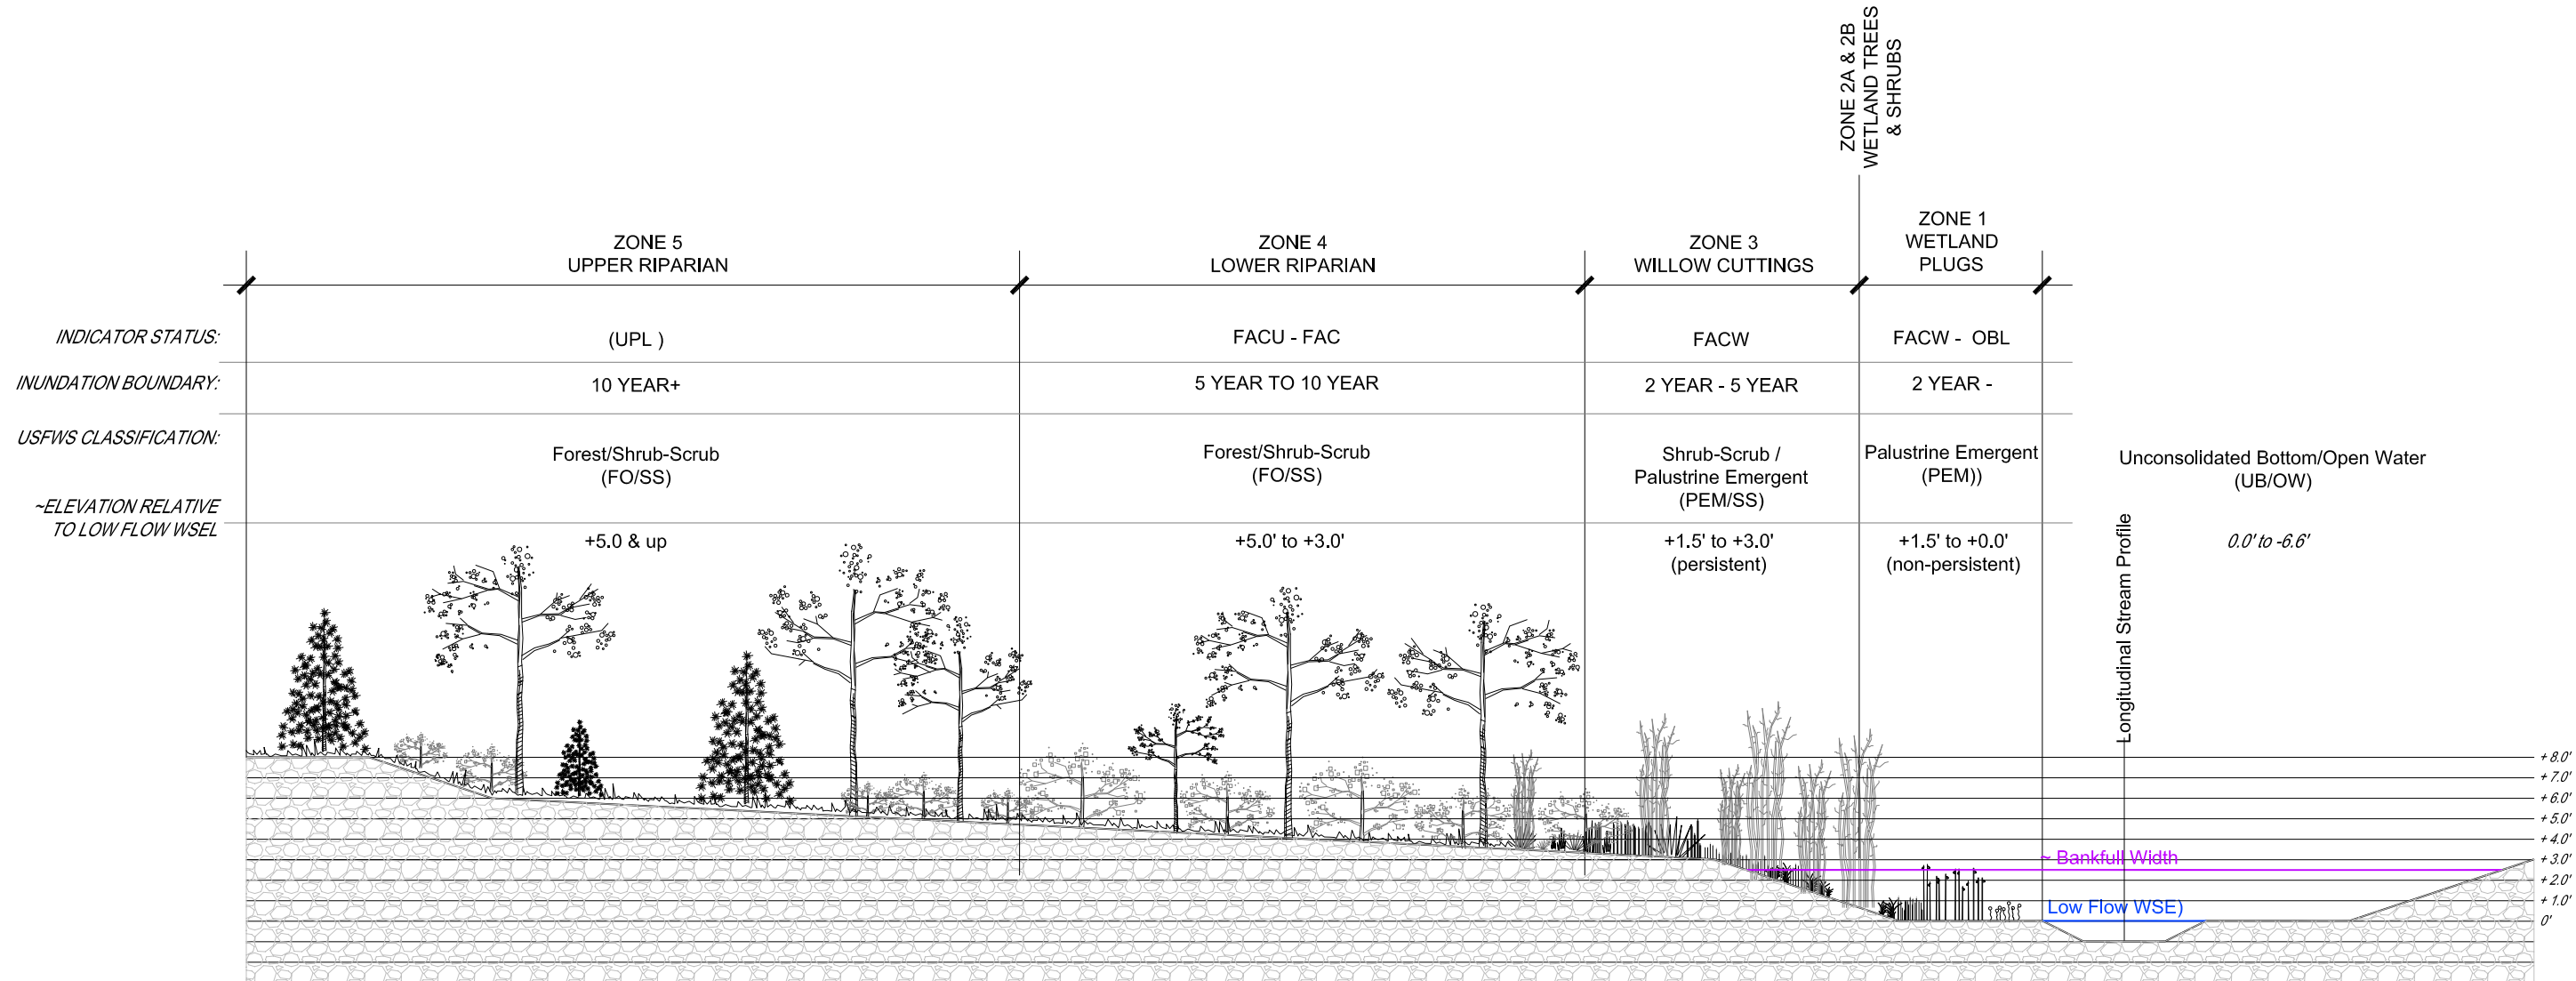 ZONE 2A & 2B
WETLAND TREES
& SHRUBS
ZONE 5
UPPER RIPARIAN
ZONE 4
LOWER RIPARIAN
ZONE 3
WILLOW CUTTINGS
ZONE 1
WETLAND
PLUGS
INDICATOR STATUS:
(UPL )
FACU - FAC
FACW
FACW - OBL
INUNDATION BOUNDARY:
10 YEAR+
5 YEAR TO 10 YEAR
2 YEAR - 5 YEAR
2 YEAR -
USFWS CLASSIFICATION:
Forest/Shrub-Scrub
(FO/SS)
Forest/Shrub-Scrub
(FO/SS)
Shrub-Scrub /
Palustrine Emergent
(PEM/SS)
Palustrine Emergent
(PEM))
Unconsolidated Bottom/Open Water
(UB/OW)
~ELEVATION RELATIVE
TO LOW FLOW WSEL
+5.0 & up
+5.0' to +3.0'
+1.5' to +3.0'
(persistent)
+1.5' to +0.0'
(non-persistent)
0.0' to -6.6'
Longitudinal Stream Profile
~ Bankfull Width
Low Flow WSE)
+ 8.0'
+ 7.0'
+ 6.0'
+ 5.0'
+ 4.0'
+ 3.0'
+ 2.0'
+ 1.0'
0'